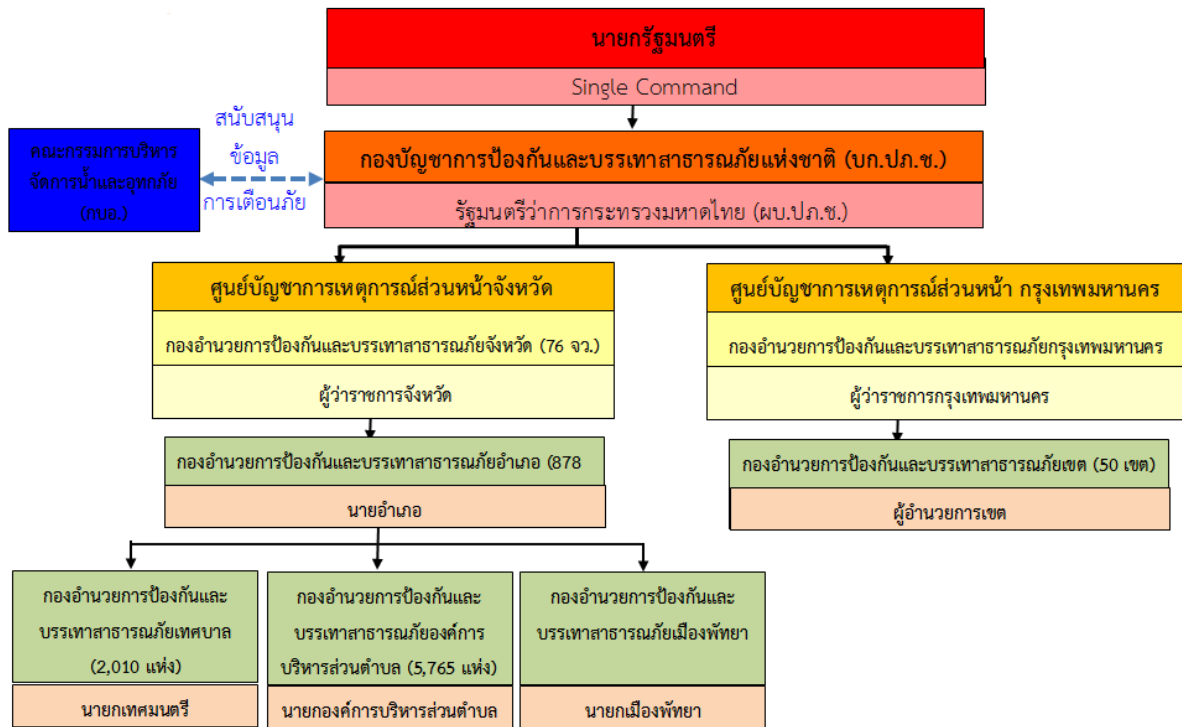 นายกรัฐมนตรี
Single Command
คณะกรรมการบริหาร
จัดการน้ำและอุทกภัย
(กบอ.)
สนับสนุน
ข้อมูล
การเตือนภัย
กองบัญชาการป้องกันและบรรเทาสาธารณภัยแห่งชาติ (บก.ปภ.ช.)
รัฐมนตรีว่าการกระทรวงมหาดไทย (ผบ.ปภ.ช.)
ศูนย์บัญชาการเหตุการณ์ส่วนหน้าจังหวัด
กองอำนวยการป้องกันและบรรเทาสาธารณภัยจังหวัด (76 จว.)
ผู้ว่าราชการจังหวัด
ศูนย์บัญชาการเหตุการณ์ส่วนหน้า กรุงเทพมหานคร
กองอำนวยการป้องกันและบรรเทาสาธารณภัยกรุงเทพมหานคร
ผู้ว่าราชการกรุงเทพมหานคร
กองอำนวยการป้องกันและบรรเทาสาธารณภัยอำเภอ (878
นายอำเภอ
กองอำนวยการป้องกันและบรรเทาสาธารณภัยเขต (50 เขต)
ผู้อำนวยการเขต
กองอำนวยการป้องกันและ
บรรเทาสาธารณภัยเทศบาล
(2,010 แห่ง)
นายกเทศมนตรี
กองอำนวยการป้องกันและ
บรรเทาสาธารณภัยองค์การ
บริหารส่วนตำบล (5,765 แห่ง)
นายกองค์การบริหารส่วนตำบล
กองอำนวยการป้องกันและ
บรรเทาสาธารณภัยเมืองพัทยา
นายกเมืองพัทยา